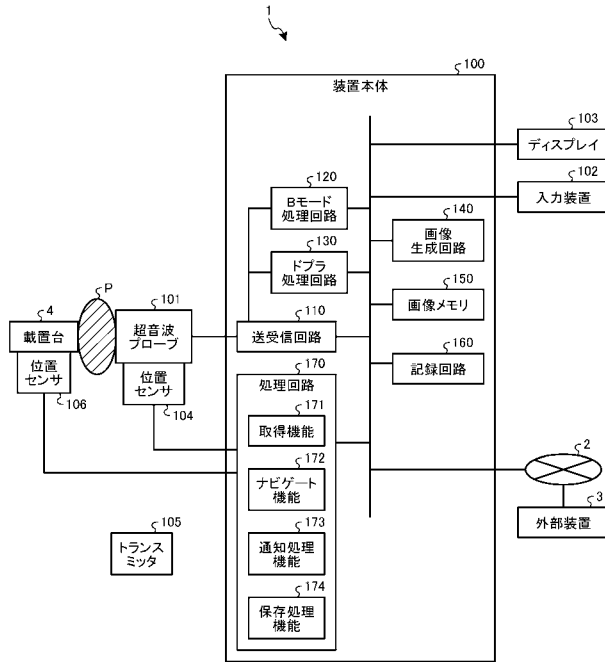 1
100
装置本体
103
ディスプレイ
102
入力装置
120
Bモード
処理回路
140
画像
生成回路
130
ドプラ
処理回路
150
画像メモリ
P
101
4
超音波
プローブ
載置台
110
送受信回路
160
記録回路
位置
センサ
106
位置
センサ
104
170
処理回路
171
取得機能
172
ナビゲート
機能
2
3
外部装置
105
トランス
ミッタ
173
通知処理
機能
174
保存処理
機能